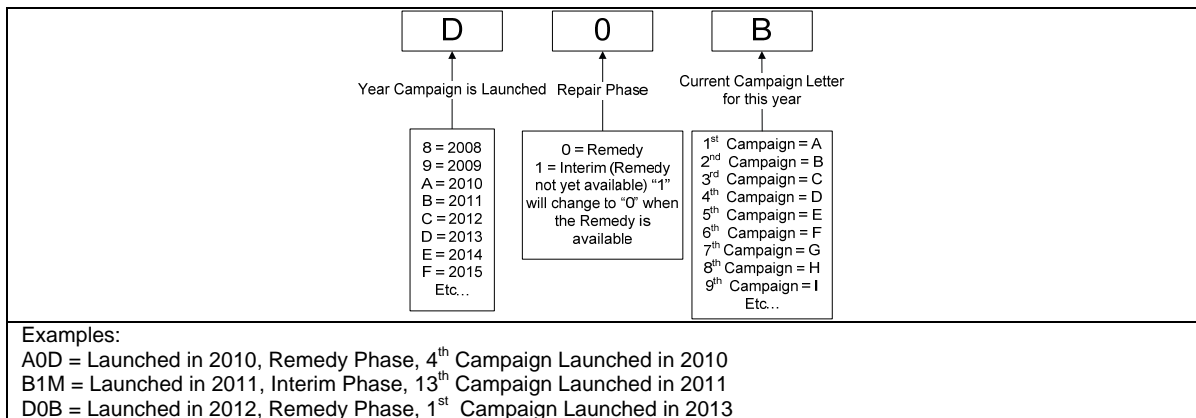 D
0
B
Year Campaign is Launched
Repair Phase
Current Campaign Letter
for this year
8 = 2008
9 = 2009
A = 2010
B = 2011
C = 2012
D = 2013
E = 2014
F = 2015
Etc...
0 = Remedy
1 = Interim (Remedy
not yet available) “1”
will change to “0” when
the Remedy is
available
1st Campaign = A
2nd Campaign = B
3rd Campaign = C
4th Campaign = D
5th Campaign = E
6th Campaign = F
7th Campaign = G
8th Campaign = H
9th Campaign = I
Etc...
Examples:
A0D = Launched in 2010, Remedy Phase, 4th Campaign Launched in 2010
B1M = Launched in 2011, Interim Phase, 13th Campaign Launched in 2011
D0B = Launched in 2012, Remedy Phase, 1st Campaign Launched in 2013